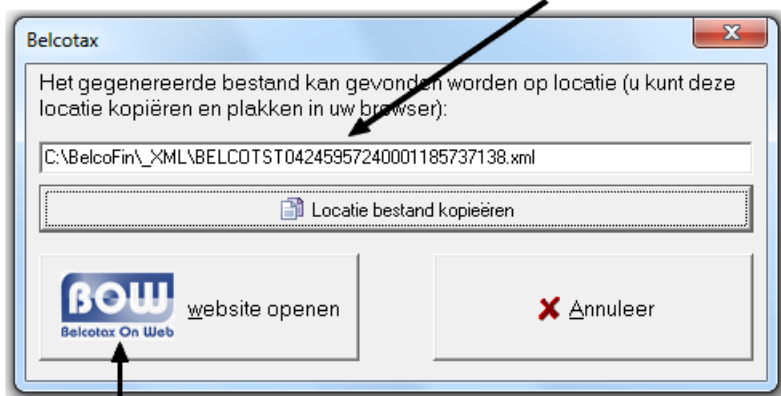 Belcotax
Het gegenereerde bestand kan gevonden worden op locatie (u kunt deze
locatie kopiëren en plakken in uw browser):
C:\BelcoFin\_XML\BELCOTST04245957240001185737138.xml
Locatie bestand kopieëren
BOW
Belcotax On Web
website openen
Annuleer